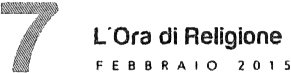 7
L'Ora di Religione
FEBBRAIO 2015